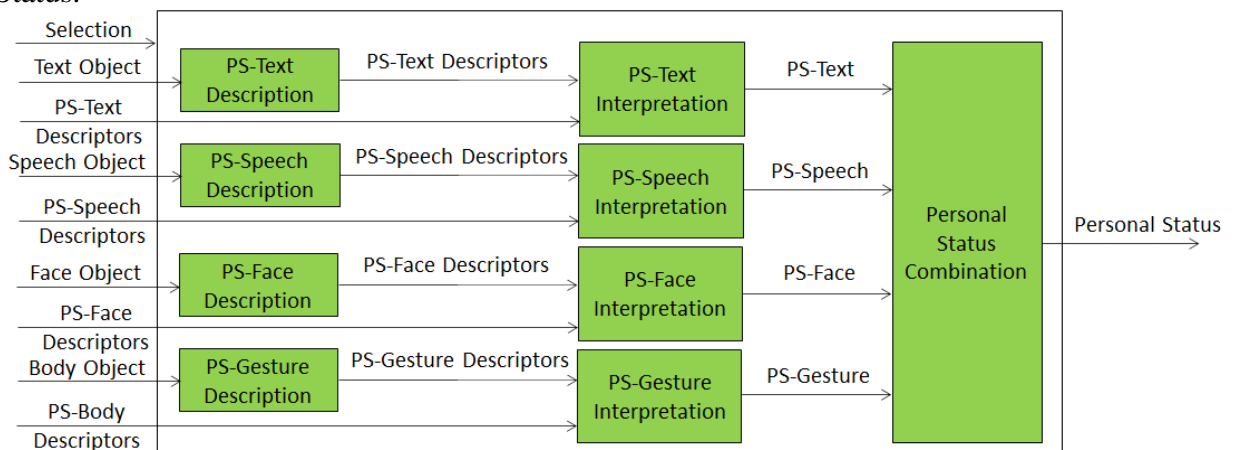 Status.
Selection
Text Object
PS-Text
Description
PS-Text Descriptors
PS-Text
Interpretation
PS-Text
PS-Text
Descriptors
Speech Object
PS-Speech
Description
PS-Speech Descriptors
PS-Speech
Interpretation
PS-Speech
PS-Speech
Descriptors
Personal
Status
Combination
Personal Status
Face Object
PS-Face
Description
PS-Face Descriptors
PS-Face
Interpretation
PS-Face
PS-Face
Descriptors
Body Object
PS-Gesture
Description
PS-Gesture Descriptors
PS-Gesture
Interpretation
PS-Gesture
PS-Body
Descriptors